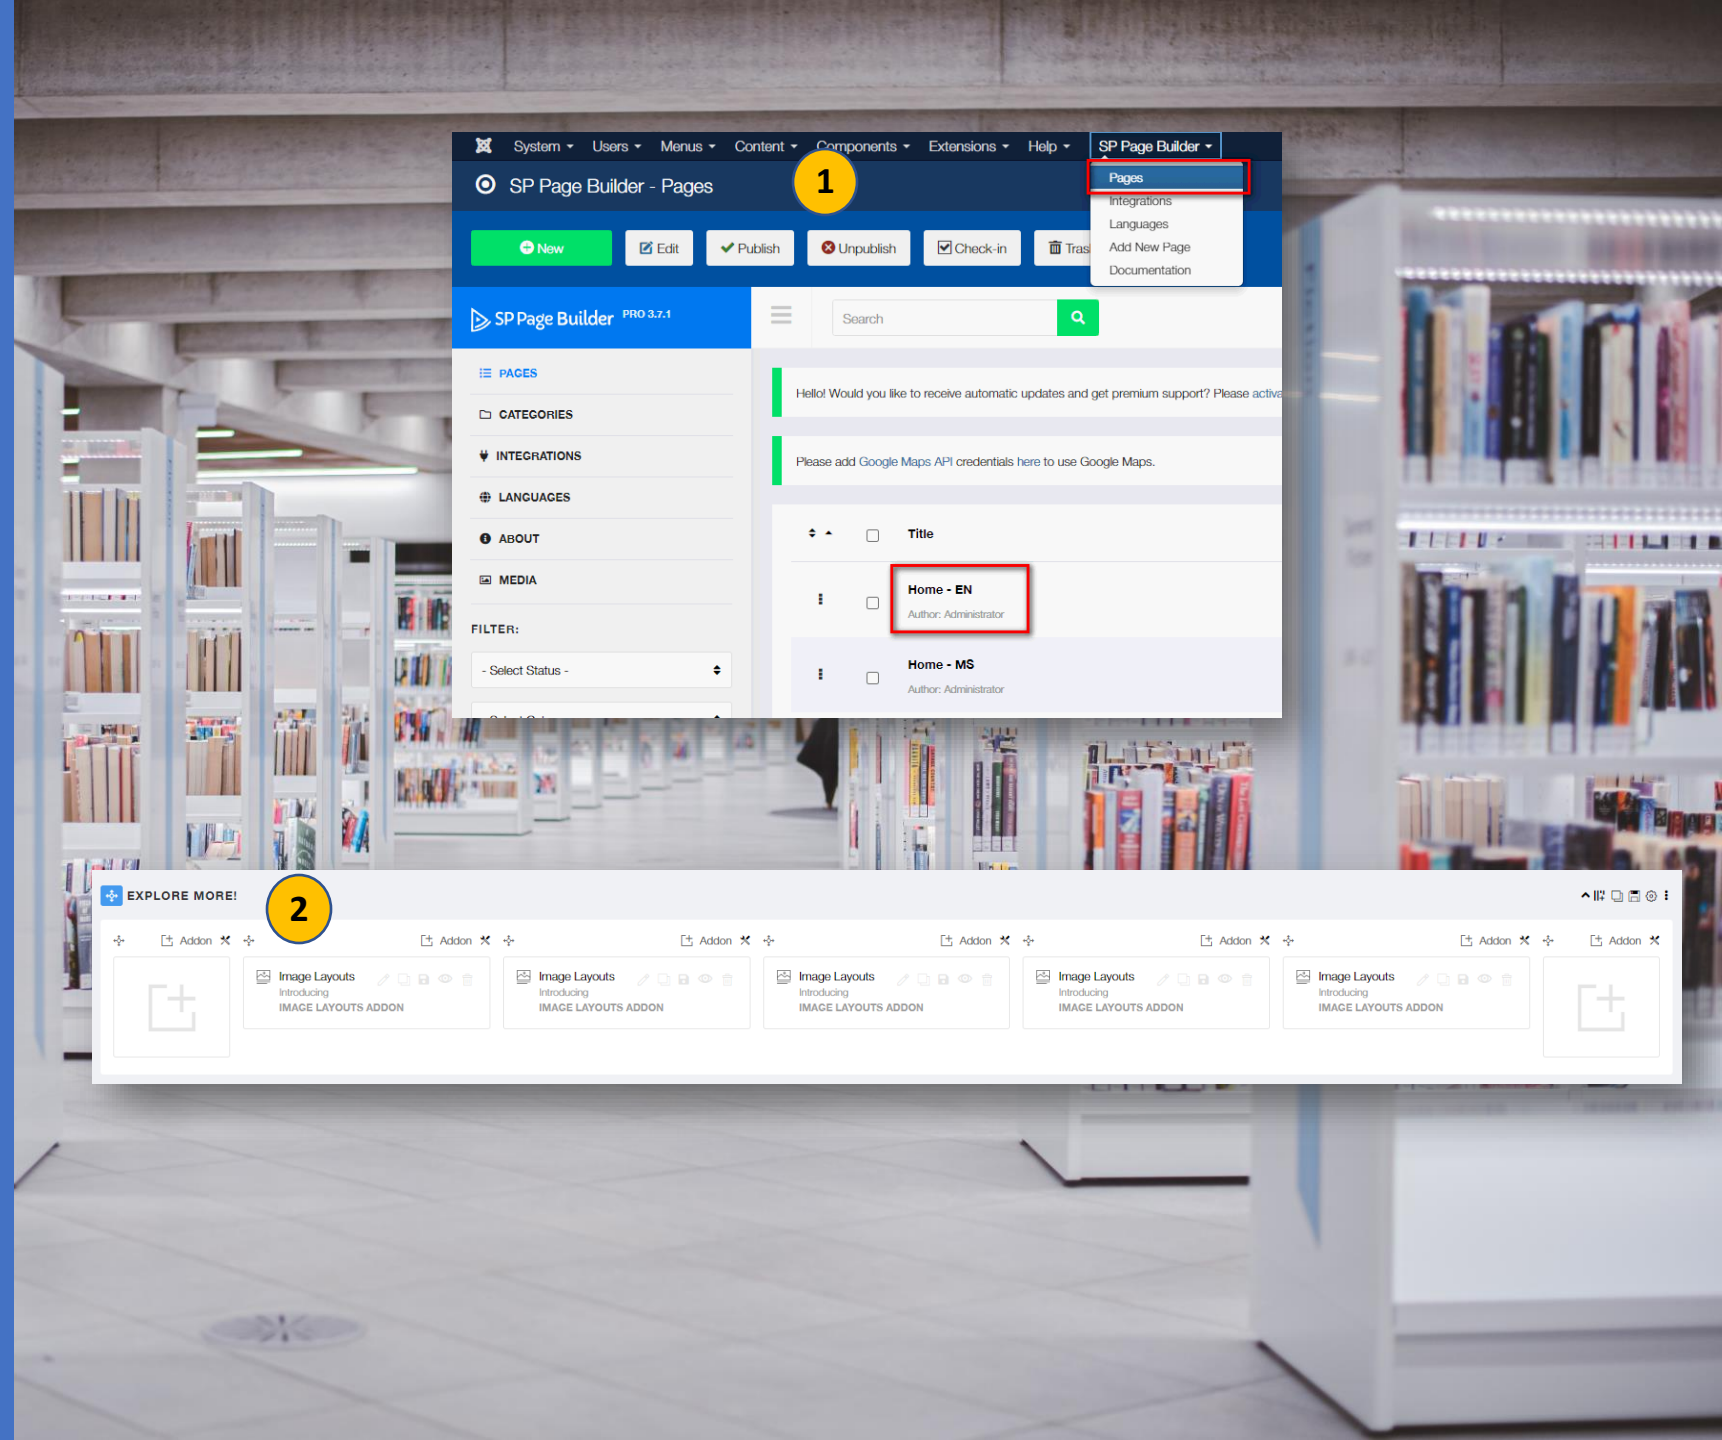 System Users Menus Content Components Extensions Help SP Page Builder
SP Page Builder - Pages
1
Pages
Integrations
Languages
Add New Page
Documentation
New Edit Publish Unpublish Check-in Tras
SP Page Builder PRO 3.7.1
Search
PAGES
CATEGORIES
INTEGRATIONS
LANGUAGES
ABOUT
MEDIA
FILTER:
- Select Status -
Hello! Would you like to receive automatic updates and get premium support? Please activa
Please add Google Maps API credentials here to use Google Maps.
Title
Home - EN
Author: Administrator
Home - MS
Author: Administrator
EXPLORE MORE!
2
Addon Addon Addon Addon Addon Addon Addon
Image Layouts Image Layouts Image Layouts Image Layouts Image Layouts
Introducing Introducing Introducing Introducing Introducing
IMAGE LAYOUTS ADDON IMAGE LAYOUTS ADDON IMAGE LAYOUTS ADDON IMAGE LAYOUTS ADDON IMAGE LAYOUTS ADDON